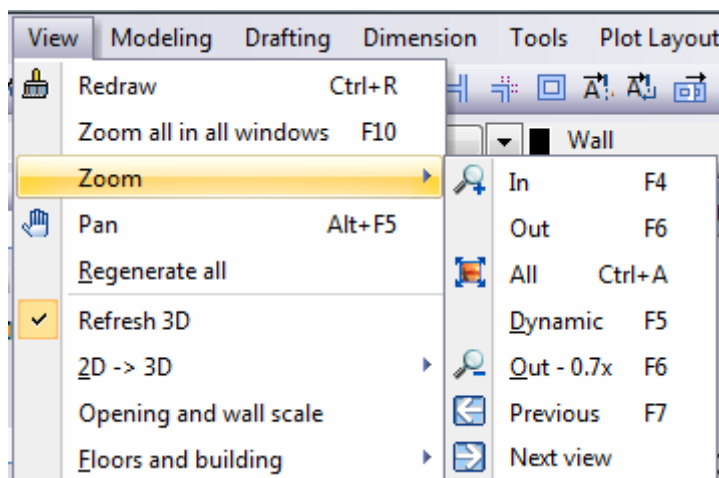 View Modeling Drafting Dimension Tools Plot Layout
Redraw Ctrl+R
Zoom all in all windows F10
Wall
Zoom
In F4
Pan Alt+F5
Out F6
Regenerate all
All Ctrl+A
Refresh 3D
Dynamic F5
2D -> 3D
Out - 0.7x F6
Opening and wall scale
Previous F7
Floors and building
Next view